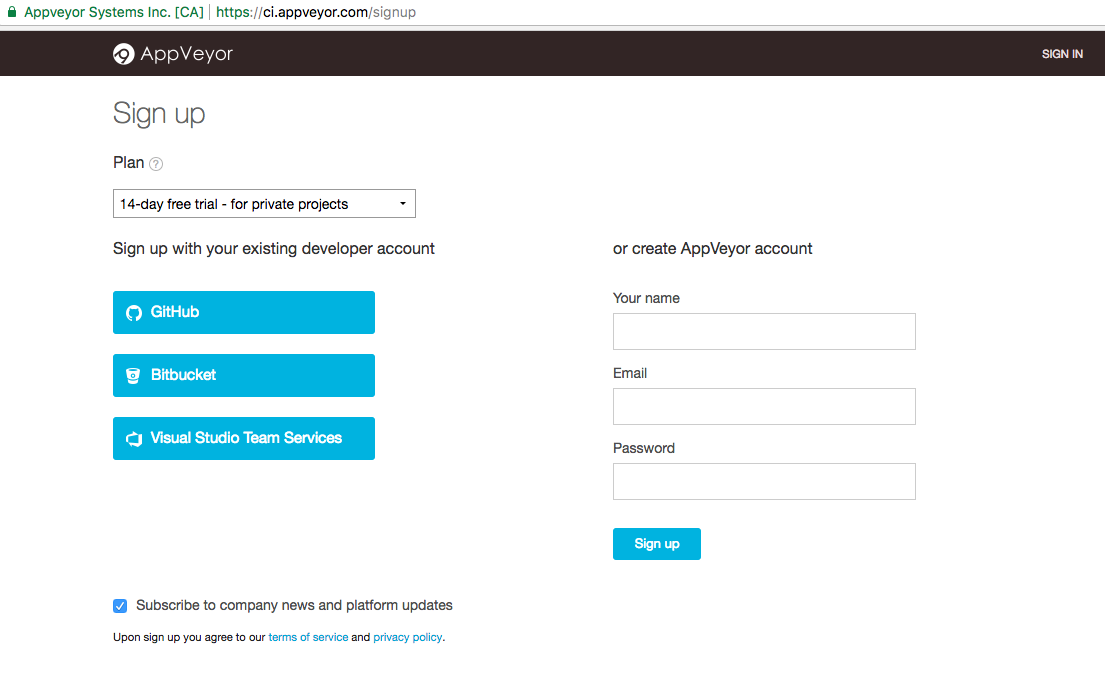 Appveyor Systems Inc. [CA] https://ci.appveyor.com/signup
AppVeyor
SIGN IN
Sign up
Plan ?
14-day free trial - for private projects
Sign up with your existing developer account
GitHub
Bitbucket
Visual Studio Team Services
or create AppVeyor account
Your name
Email
Password
Sign up
Subscribe to company news and platform updates
Upon sign up you agree to our terms of service and privacy policy.